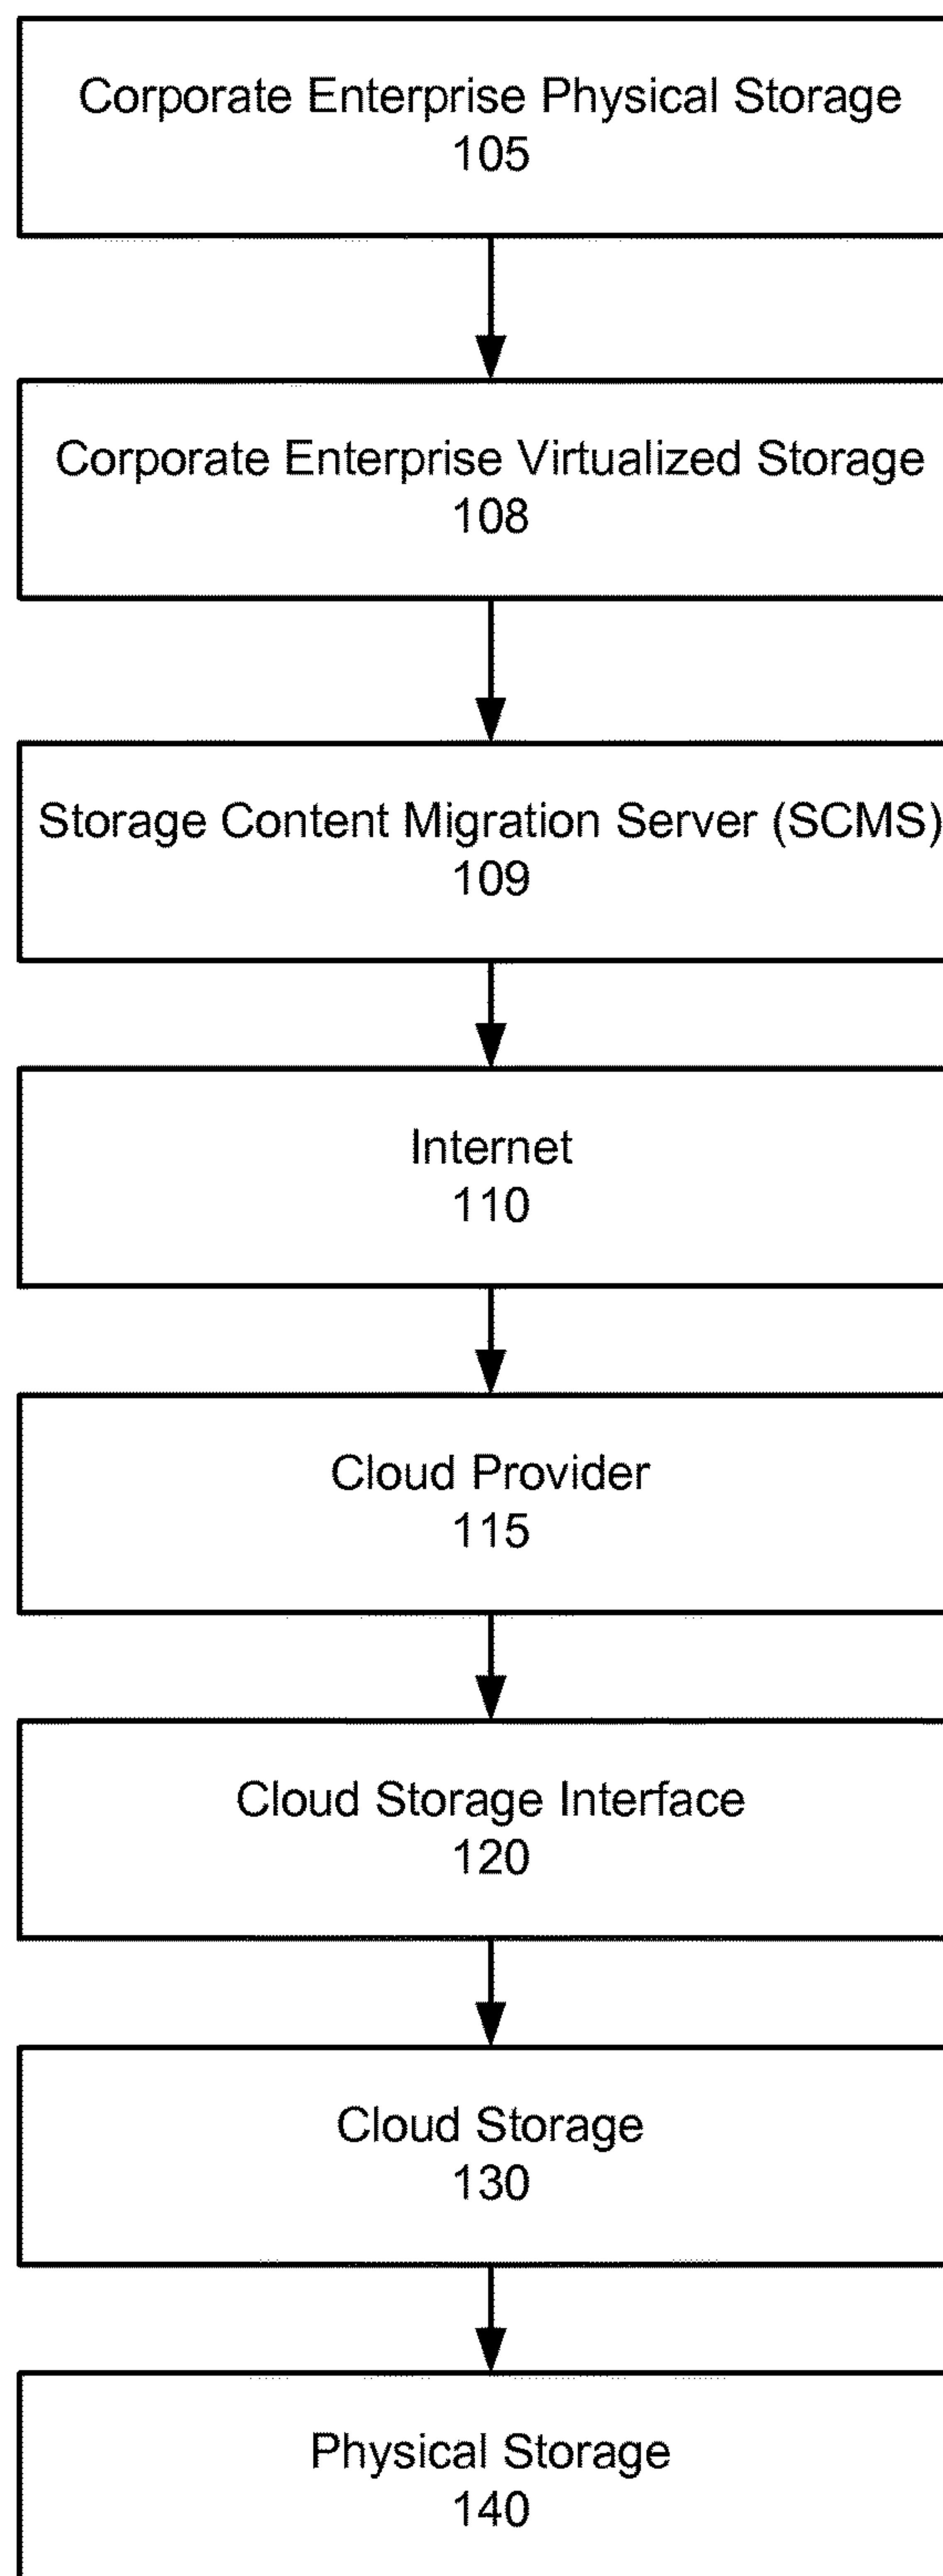 Corporate Enterprise Physical Storage
105
Corporate Enterprise Virtualized Storage
108
Storage Content Migration Server (SCMS)
109
Internet
110
Cloud Provider
115
Cloud Storage Interface
120
Cloud Storage
130
Physical Storage
140